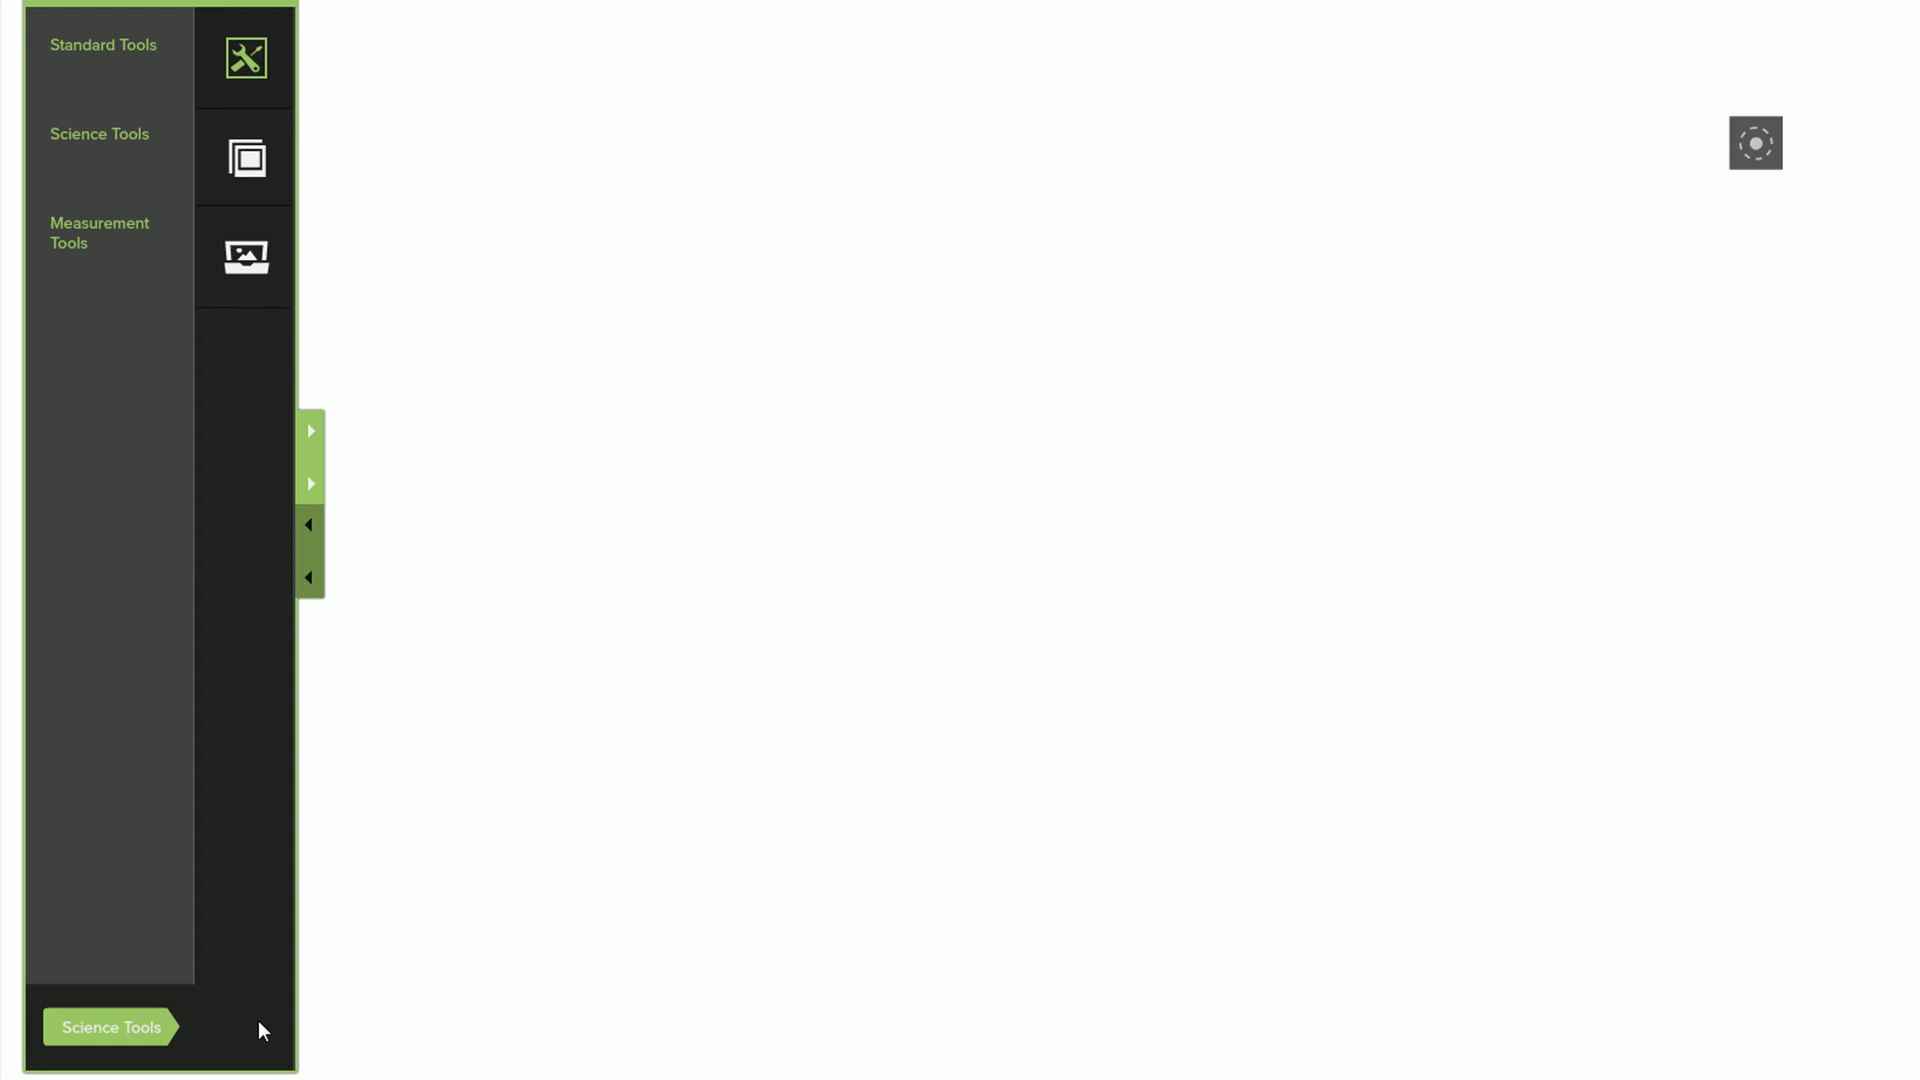 Standard Tools
Science Tools
Measurement
Tools
Science Tools